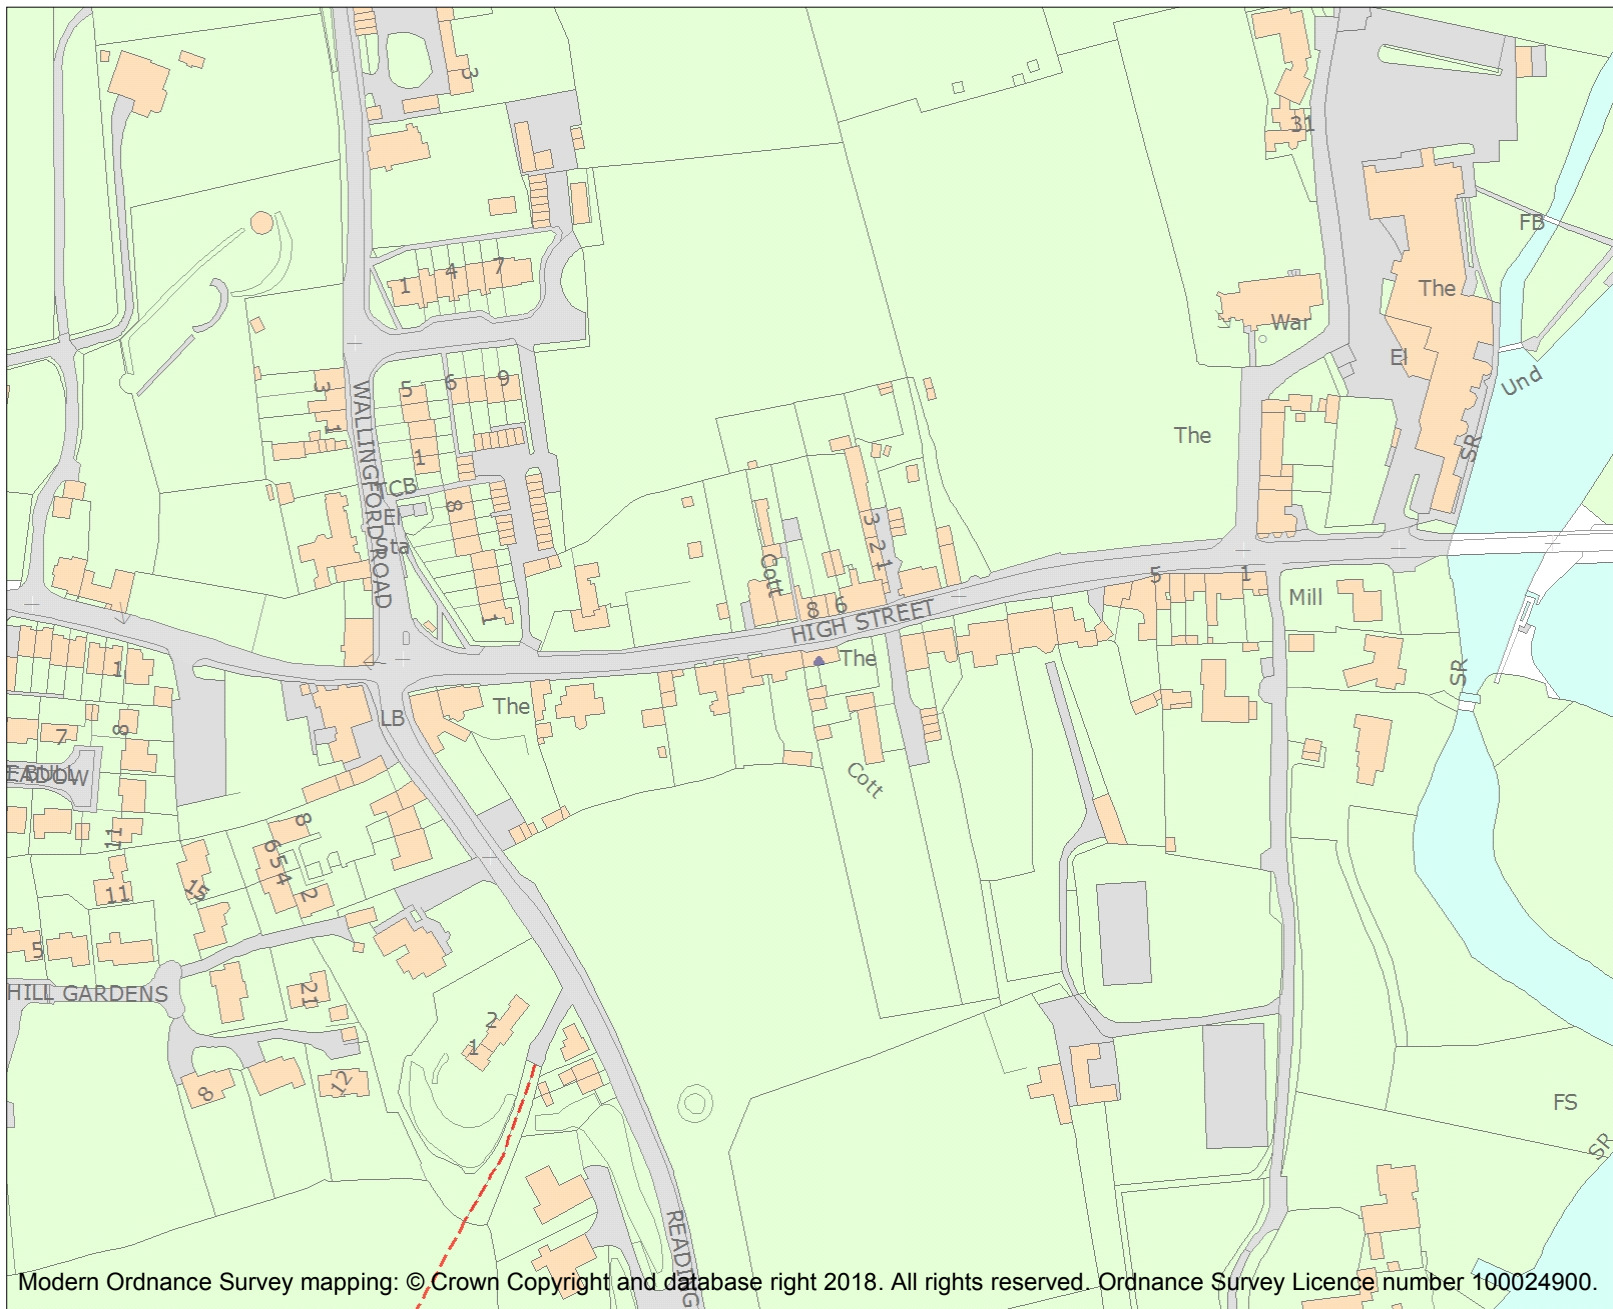 3
31
FB
1 4 7
The
War
El
Und
3
1
WALLINGFORD ROAD
5 6 9
1
The
SR
TCB
El
Sta
8
1
3
2
1
Cott
8 6
HIGH STREET
The
5 1
Mill
SR
1
LB
The
7
8
EADOW
Cott
11
8
6
5
4
2
15
11
5
HILL GARDENS
21
2
1
8
12
FS
SR
READING
Modern Ordnance Survey mapping: © Crown Copyright and database right 2018. All rights reserved. Ordnance Survey Licence number 100024900.